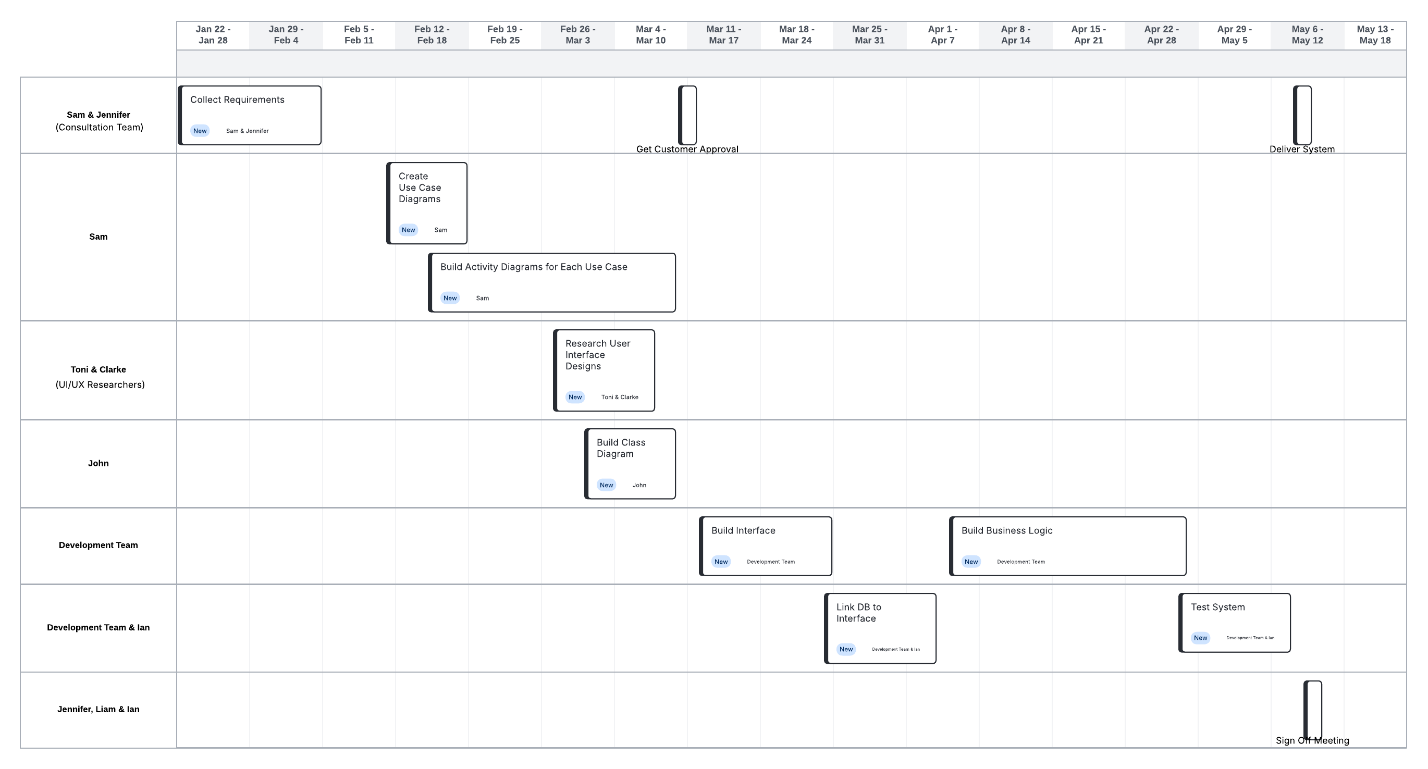 Jan 22 -
Jan 28
Jan 29 -
Feb 4
Feb 5 -
Feb 11
Feb 12 -
Feb 18
Feb 19 -
Feb 25
Feb 26 -
Mar 3
Mar 4 -
Mar 10
Mar 11 -
Mar 17
Mar 18 -
Mar 24
Mar 25 -
Mar 31
Apr 1 -
Apr 7
Apr 8 -
Apr 14
Apr 15 -
Apr 21
Apr 22 -
Apr 28
Apr 29 -
May 5
May 6 -
May 12
May 13 -
May 18
Sam & Jennifer
(Consultation Team)
Collect Requirements
New Sam & Jennifer
Get Customer Approval
Deliver System
Sam
Create
Use Case
Diagrams
New Sam
Build Activity Diagrams for Each Use Case
New Sam
Toni & Clarke
(UI/UX Researchers)
Research User
Interface
Designs
New Toni & Clarke
John
Build Class
Diagram
New John
Development Team
Build Interface
New Development Team
Build Business Logic
New Development Team
Development Team & Ian
Link DB to
Interface
New Development Team & Ian
Test System
New Development Team & Ian
Jennifer, Liam & Ian
Sign Off Meeting